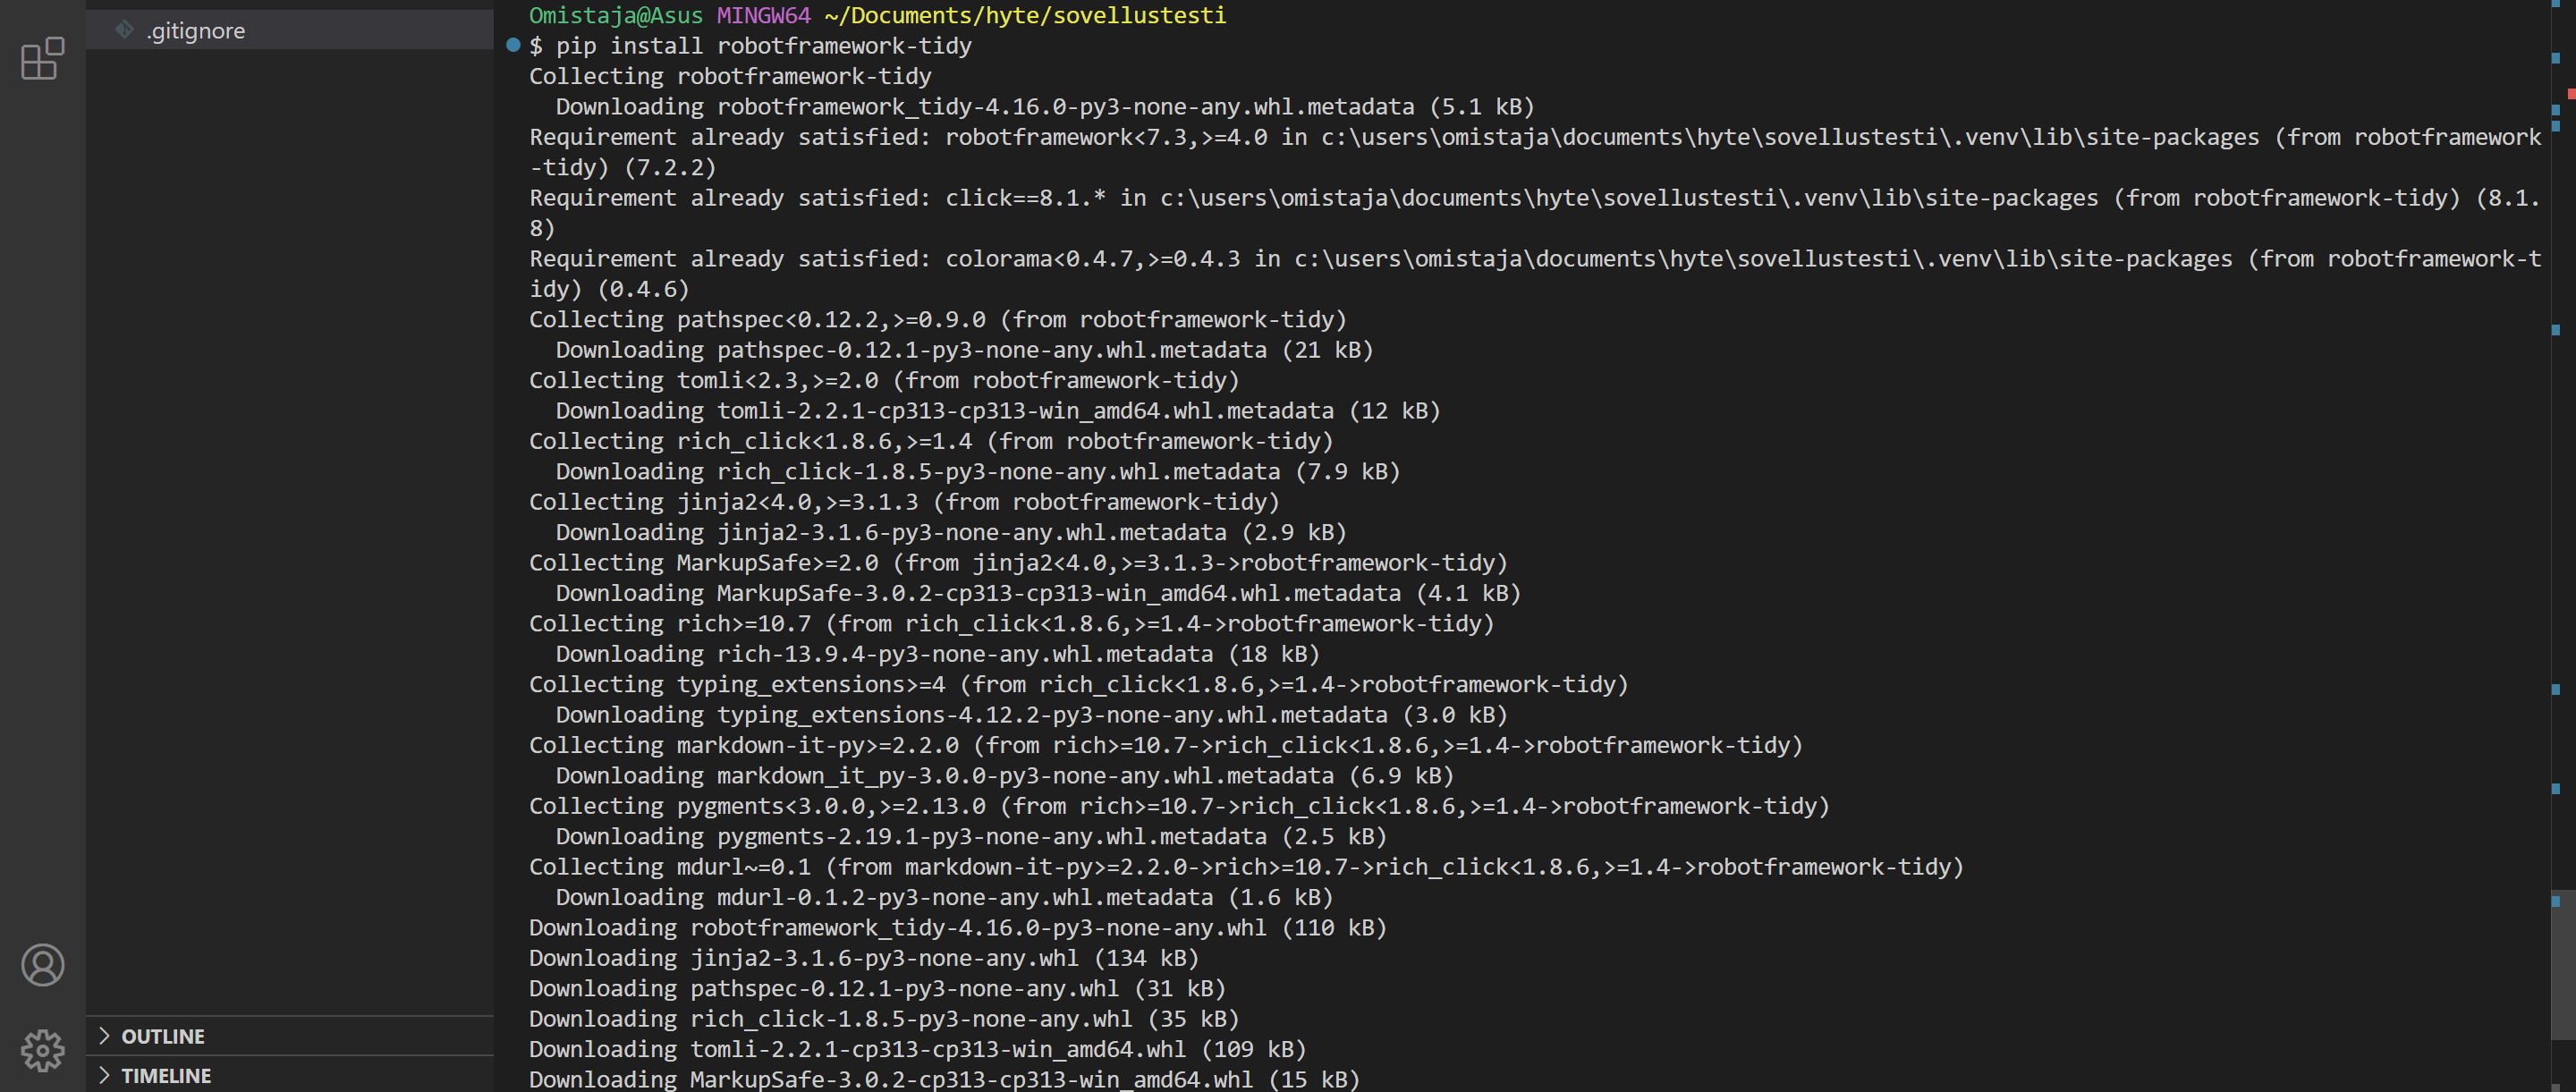 .gitignore
OUTLINE
TIMELINE
Omistaja@Asus MINGW64 ~/Documents/hyte/sovellustesti
$ pip install robotframework-tidy
Collecting robotframework-tidy
  Downloading robotframework_tidy-4.16.0-py3-none-any.whl.metadata (5.1 kB)
Requirement already satisfied: robotframework<7.3,>=4.0 in c:\users\omistaja\documents\hyte\sovellustesti\.venv\lib\site-packages (from robotframework
-tidy) (7.2.2)
Requirement already satisfied: click==8.1.* in c:\users\omistaja\documents\hyte\sovellustesti\.venv\lib\site-packages (from robotframework-tidy) (8.1.
8)
Requirement already satisfied: colorama<0.4.7,>=0.4.3 in c:\users\omistaja\documents\hyte\sovellustesti\.venv\lib\site-packages (from robotframework-t
idy) (0.4.6)
Collecting pathspec<0.12.2,>=0.9.0 (from robotframework-tidy)
  Downloading pathspec-0.12.1-py3-none-any.whl.metadata (21 kB)
Collecting tomli<2.3,>=2.0 (from robotframework-tidy)
  Downloading tomli-2.2.1-cp313-cp313-win_amd64.whl.metadata (12 kB)
Collecting rich_click<1.8.6,>=1.4 (from robotframework-tidy)
  Downloading rich_click-1.8.5-py3-none-any.whl.metadata (7.9 kB)
Collecting jinja2<4.0,>=3.1.3 (from robotframework-tidy)
  Downloading jinja2-3.1.6-py3-none-any.whl.metadata (2.9 kB)
Collecting MarkupSafe>=2.0 (from jinja2<4.0,>=3.1.3->robotframework-tidy)
  Downloading MarkupSafe-3.0.2-cp313-cp313-win_amd64.whl.metadata (4.1 kB)
Collecting rich>=10.7 (from rich_click<1.8.6,>=1.4->robotframework-tidy)
  Downloading rich-13.9.4-py3-none-any.whl.metadata (18 kB)
Collecting typing_extensions>=4 (from rich_click<1.8.6,>=1.4->robotframework-tidy)
  Downloading typing_extensions-4.12.2-py3-none-any.whl.metadata (3.0 kB)
Collecting markdown-it-py>=2.2.0 (from rich>=10.7->rich_click<1.8.6,>=1.4->robotframework-tidy)
  Downloading markdown_it_py-3.0.0-py3-none-any.whl.metadata (6.9 kB)
Collecting pygments<3.0.0,>=2.13.0 (from rich>=10.7->rich_click<1.8.6,>=1.4->robotframework-tidy)
  Downloading pygments-2.19.1-py3-none-any.whl.metadata (2.5 kB)
Collecting mdurl~=0.1 (from markdown-it-py>=2.2.0->rich>=10.7->rich_click<1.8.6,>=1.4->robotframework-tidy)
  Downloading mdurl-0.1.2-py3-none-any.whl.metadata (1.6 kB)
Downloading robotframework_tidy-4.16.0-py3-none-any.whl (110 kB)
Downloading jinja2-3.1.6-py3-none-any.whl (134 kB)
Downloading pathspec-0.12.1-py3-none-any.whl (31 kB)
Downloading rich_click-1.8.5-py3-none-any.whl (35 kB)
Downloading tomli-2.2.1-cp313-cp313-win_amd64.whl (109 kB)
Downloading MarkupSafe-3.0.2-cp313-cp313-win_amd64.whl (15 kB)